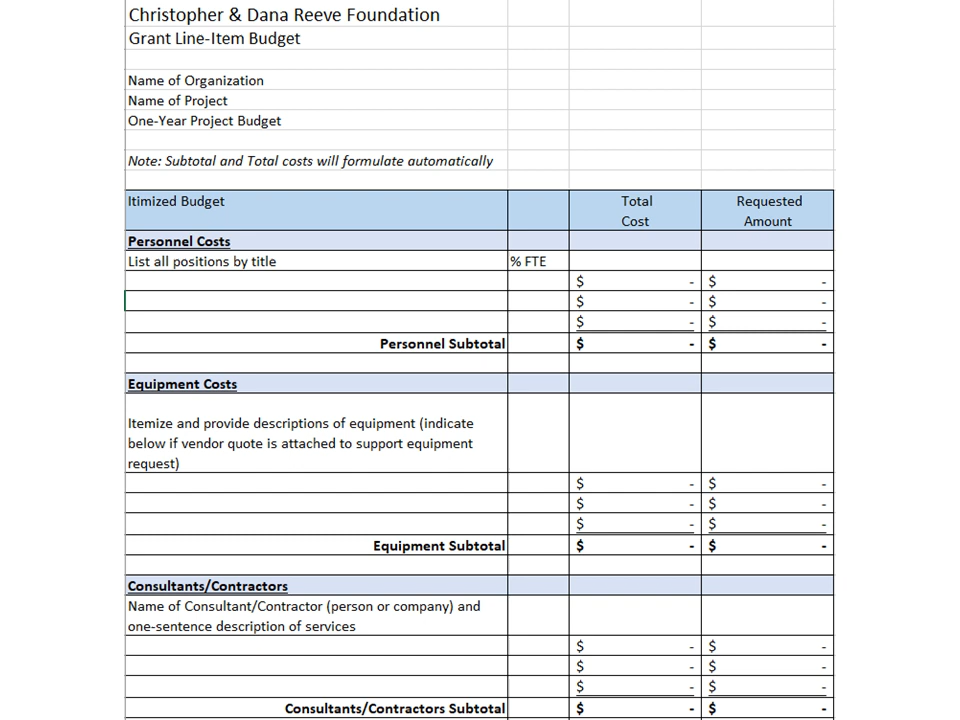 Christopher & Dana Reeve Foundation
Grant Line-Item Budget
Name of Organization
Name of Project
One-Year Project Budget
Note: Subtotal and Total costs will formulate automatically
Itimized Budget Total Cost Requested Amount
Personnel Costs
List all positions by title % FTE
$ - $ -
$ - $ -
$ - $ -
Personnel Subtotal $ - $ -
Equipment Costs
Itemize and provide descriptions of equipment (indicate
below if vendor quote is attached to support equipment
request)
$ - $ -
$ - $ -
$ - $ -
Equipment Subtotal $ - $ -
Consultants/Contractors
Name of Consultant/Contractor (person or company) and
one-sentence description of services
$ - $ -
$ - $ -
$ - $ -
Consultants/Contractors Subtotal $ - $ -